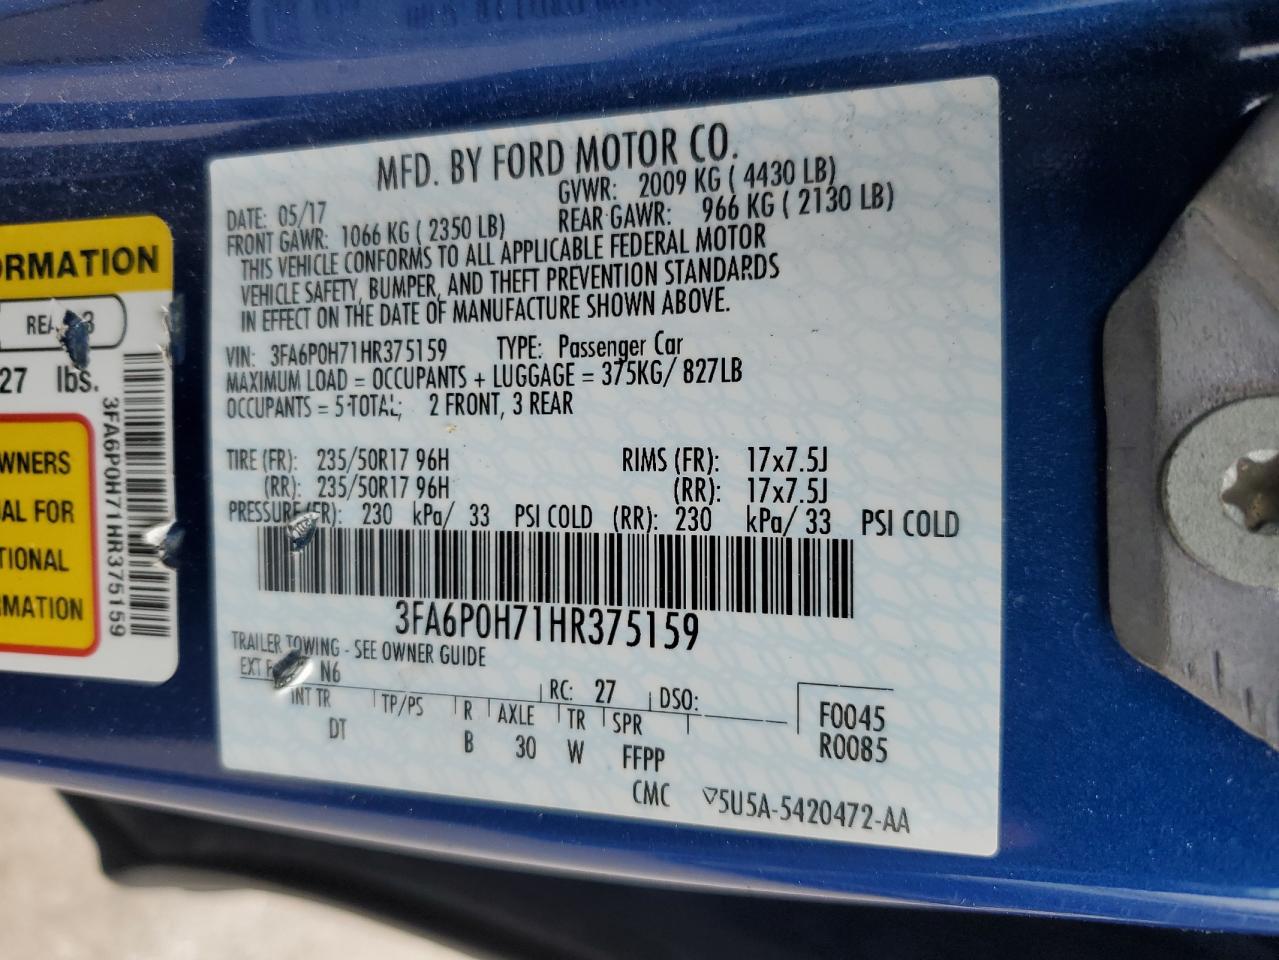 MFD. BY FORD MOTOR CO.
DATE: 05/17 GVWR: 2009 KG ( 4430 LB)
FRONT GAWR: 1066 KG ( 2350 LB) REAR GAWR: 966 KG ( 2130 LB)
THIS VEHICLE CONFORMS TO ALL APPLICABLE FEDERAL MOTOR
VEHICLE SAFETY, BUMPER, AND THEFT PREVENTION STANDARDS
IN EFFECT ON THE DATE OF MANUFACTURE SHOWN ABOVE.
VIN: 3FA6P0H71HR375159 TYPE: Passenger Car
MAXIMUM LOAD = OCCUPANTS + LUGGAGE = 375KG/ 827LB
OCCUPANTS = 5-TOTAL; 2 FRONT, 3 REAR
TIRE (FR): 235/50R17 96H RIMS (FR): 17x7.5J
(RR): 235/50R17 96H (RR): 17x7.5J
PRESSURE (FR): 230 kPa/ 33 PSI COLD (RR): 230 kPa/ 33 PSI COLD
3FA6P0H71HR375159
TRAILER TOWING - SEE OWNER GUIDE
EXT N6
RC: 27 DSO:
INT TR TP/PS R AXLE TR SPR F0045
DT B 30 W FFPP R0085
CMC 5U5A-5420472-AA
ORMATION
3
27 lbs.
WNERS
AL FOR
TIONAL
RMATION
3FA6P0H71HR375159